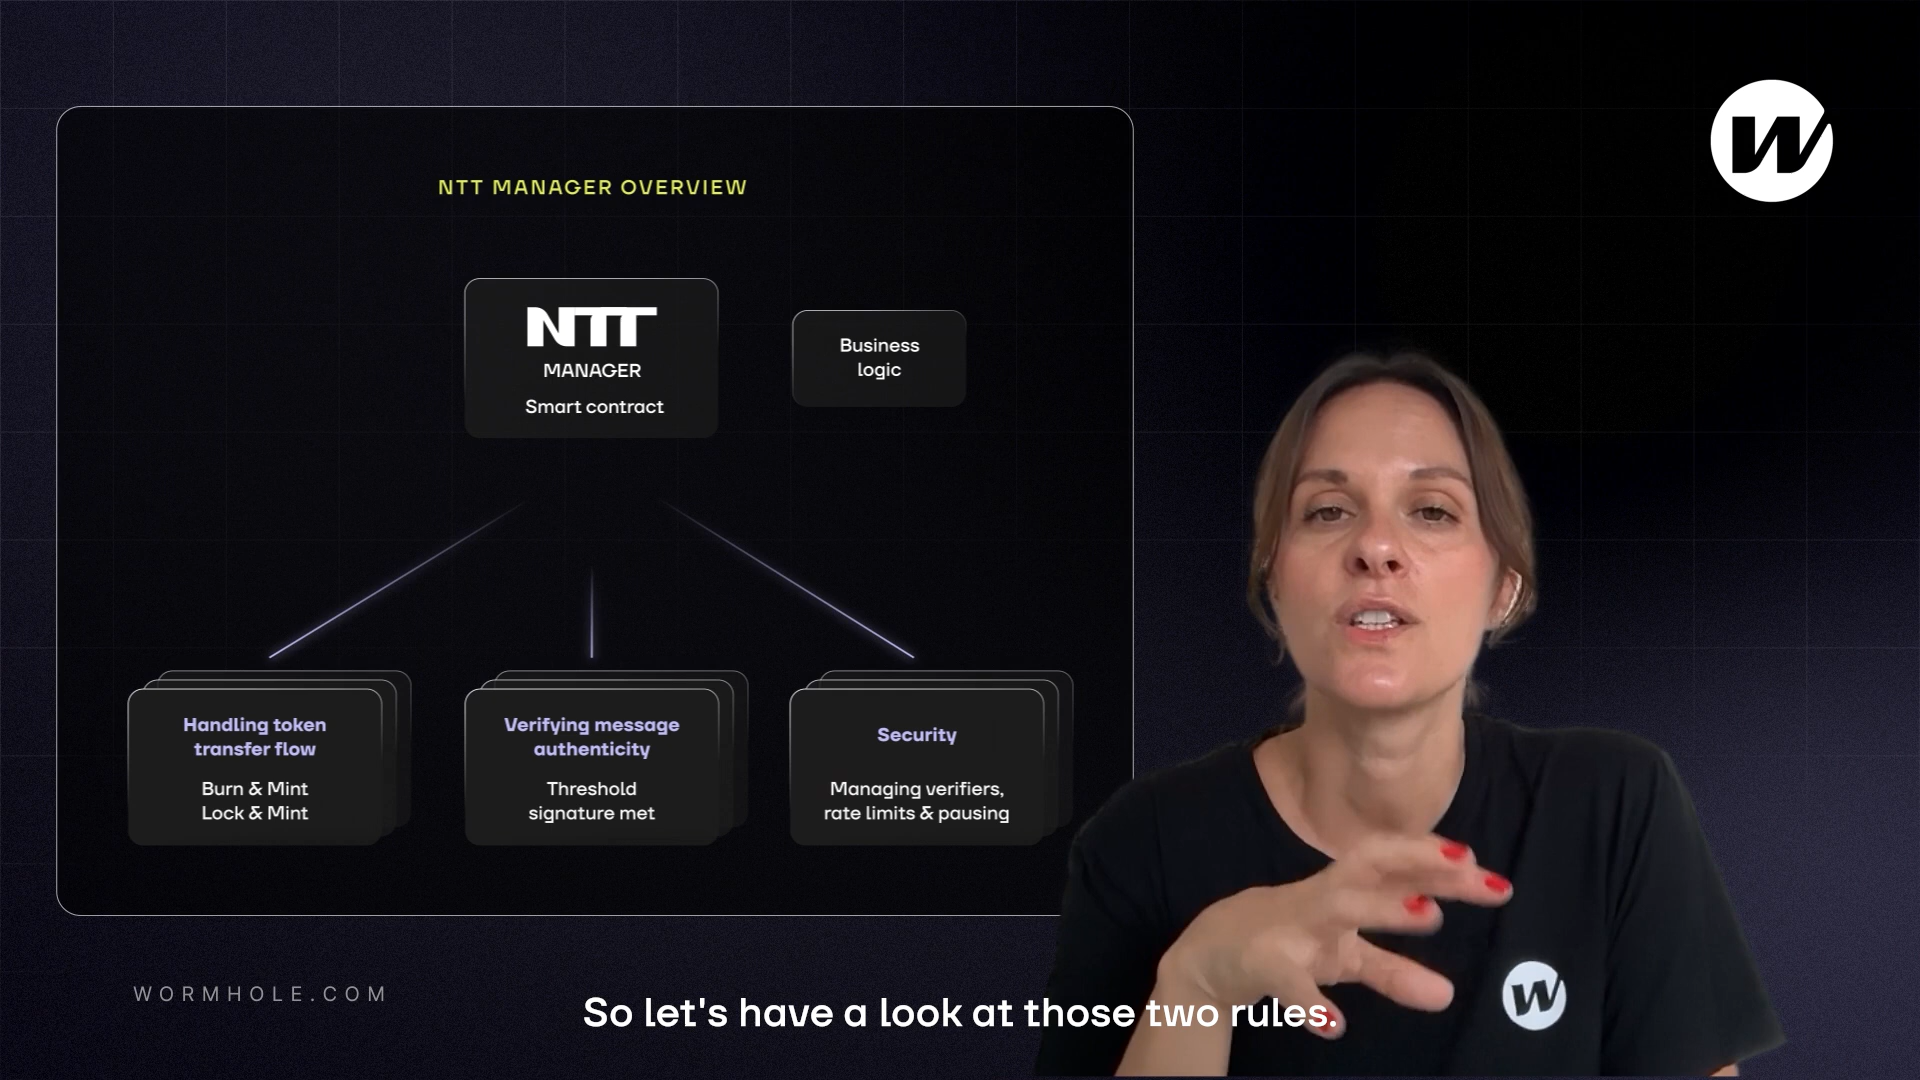 NTT MANAGER OVERVIEW
NTT
MANAGER
Smart contract
Business
logic
Handling token
transfer flow
Burn & Mint
Lock & Mint
Verifying message
authenticity
Threshold
signature met
Security
Managing verifiers,
rate limits & pausing
W
W
WORMHOLE.COM
So let's have a look at those two rules.